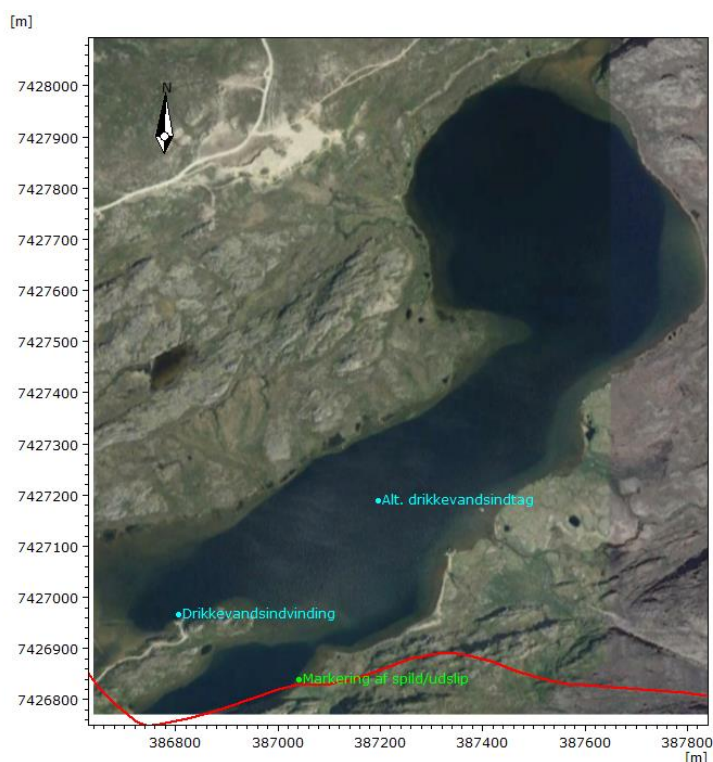 [m]
7428000
N
7427900
7427800
7427700
7427600
7427500
7427400
7427300
7427200
Alt. drikkevandsindtag
7427100
7427000
Drikkevandsindvinding
7426900
Markering af spild/udslip
7426800
386800 387000 387200 387400 387600 387800
[m]